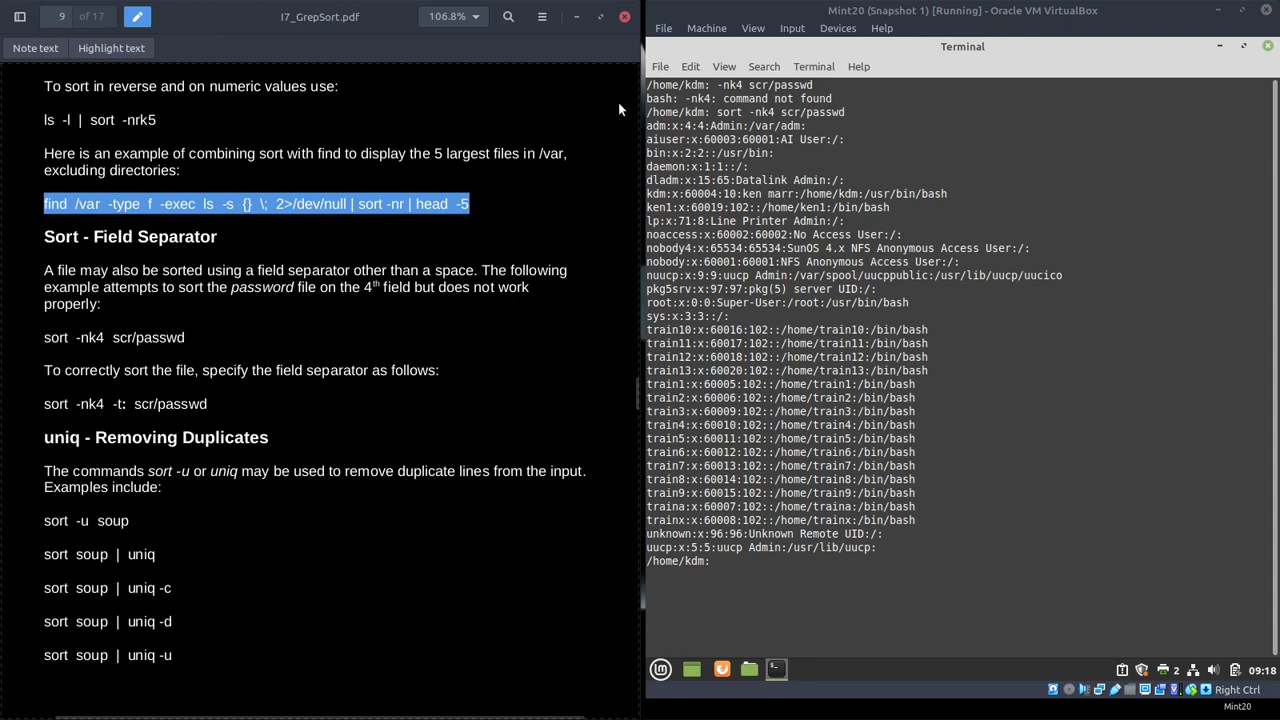 9 of 17
I7_GrepSort.pdf
106.8%
Note text
Highlight text
To sort in reverse and on numeric values use:
ls -l | sort -nrk5
Here is an example of combining sort with find to display the 5 largest files in /var,
excluding directories:
find /var -type f -exec ls -s {} \; 2>/dev/null | sort -nr | head -5
Sort - Field Separator
A file may also be sorted using a field separator other than a space. The following
example attempts to sort the password file on the 4th field but does not work
properly:
sort -nk4 scr/passwd
To correctly sort the file, specify the field separator as follows:
sort -nk4 -t: scr/passwd
uniq - Removing Duplicates
The commands sort -u or uniq may be used to remove duplicate lines from the input.
Examples include:
sort -u soup
sort soup | uniq
sort soup | uniq -c
sort soup | uniq -d
sort soup | uniq -u
Mint20 (Snapshot 1) [Running] - Oracle VM VirtualBox
File Machine View Input Devices Help
Terminal
File Edit View Search Terminal Help
/home/kdm: -nk4 scr/passwd
bash: -nk4: command not found
/home/kdm: sort -nk4 scr/passwd
adm:x:4:4:Admin:/var/adm:
aiuser:x:60003:60001:AI User:/:
bin:x:2:2::/usr/bin:
daemon:x:1:1::/:
dladm:x:15:65:Datalink Admin:/:
kdm:x:60004:10:ken marr:/home/kdm:/usr/bin/bash
ken1:x:60019:102::/home/ken1:/bin/bash
lp:x:71:8:Line Printer Admin:/:
noaccess:x:60002:60002:No Access User:/:
nobody4:x:65534:65534:SunOS 4.x NFS Anonymous Access User:/:
nobody:x:60001:60001:NFS Anonymous Access User:/:
nuucp:x:9:9:uucp Admin:/var/spool/uucppublic:/usr/lib/uucp/uucico
pkg5srv:x:97:97:pkg(5) server UID:/:
root:x:0:0:Super-User:/root:/usr/bin/bash
sys:x:3:3::/:
train10:x:60016:102::/home/train10:/bin/bash
train11:x:60017:102::/home/train11:/bin/bash
train12:x:60018:102::/home/train12:/bin/bash
train13:x:60020:102::/home/train13:/bin/bash
train1:x:60005:102::/home/train1:/bin/bash
train2:x:60006:102::/home/train2:/bin/bash
train3:x:60009:102::/home/train3:/bin/bash
train4:x:60010:102::/home/train4:/bin/bash
train5:x:60011:102::/home/train5:/bin/bash
train6:x:60012:102::/home/train6:/bin/bash
train7:x:60013:102::/home/train7:/bin/bash
train8:x:60014:102::/home/train8:/bin/bash
train9:x:60015:102::/home/train9:/bin/bash
traina:x:60007:102::/home/traina:/bin/bash
trainx:x:60008:102::/home/trainx:/bin/bash
unknown:x:96:96:Unknown Remote UID:/:
uucp:x:5:5:uucp Admin:/usr/lib/uucp:
/home/kdm:
2
09:18
Right Ctrl
Mint20